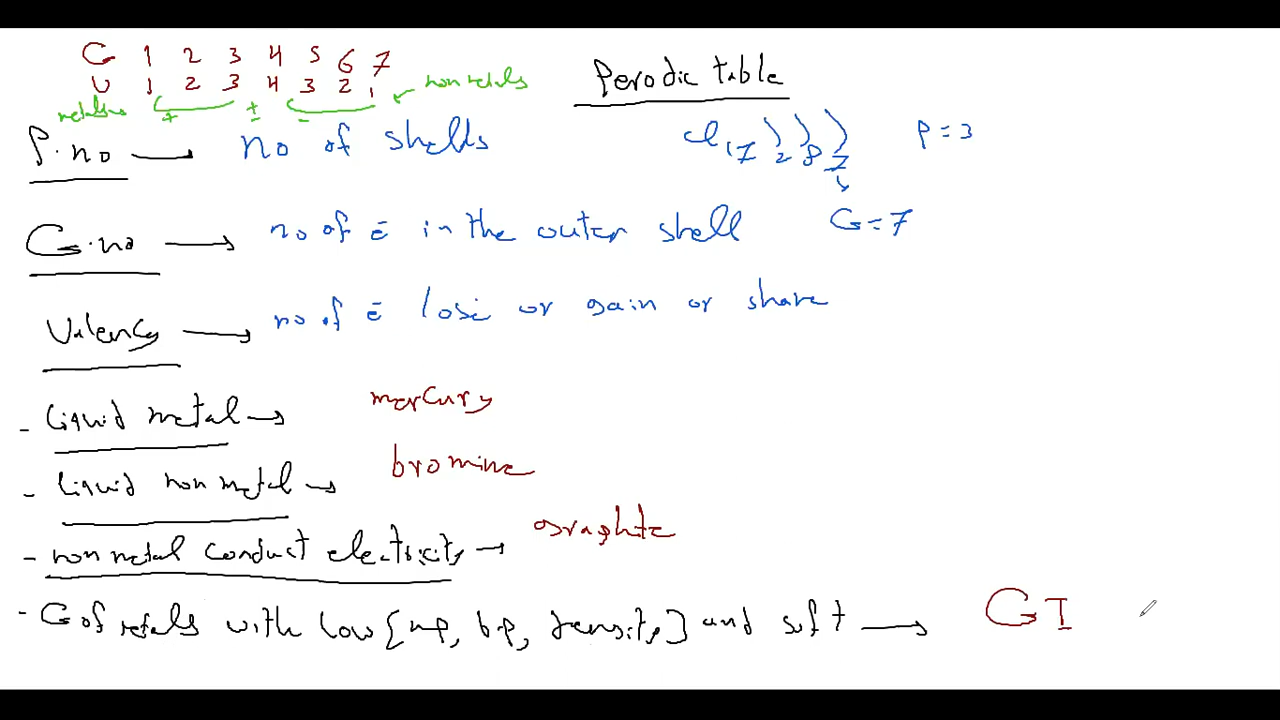 G 1 2 3 4 5 6 7
Perodic table
V 1 2 3 4 3 2 1
metals + ± - non metals
P.no → no of shells
Cl 17 2 8 7 P = 3
G.no → no of ē in the outer shell G = 7
Valency → no of ē lose or gain or share
- liquid metal → mercury
- liquid non metal → bromine
- non metal conduct electricity → graphite
- G of metals with low {mp, b.p, density} and soft → G I